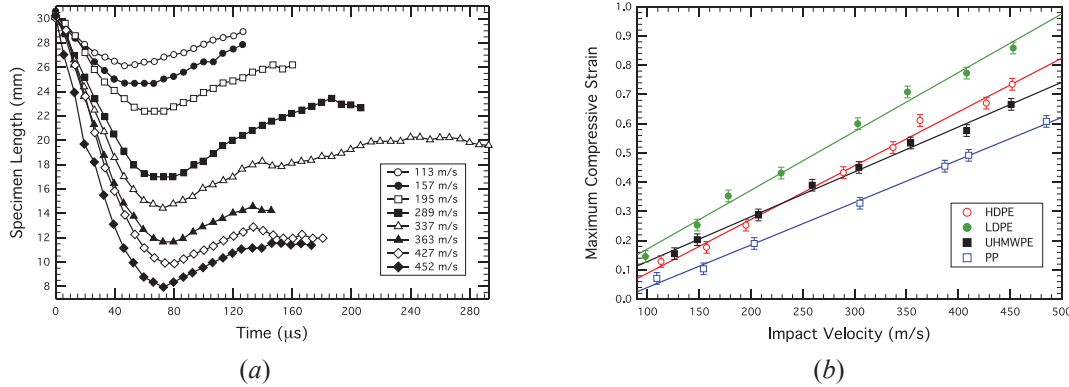 30
28
26
24
22
20
18
16
14
12
10
8
0
40
80
120
160
200
240
280
Specimen Length (mm)
Time (μs)
113 m/s
157 m/s
195 m/s
289 m/s
337 m/s
363 m/s
427 m/s
452 m/s
(a)
1.0
0.9
0.8
0.7
0.6
0.5
0.4
0.3
0.2
0.1
0.0
100
150
200
250
300
350
400
450
500
Maximum Compressive Strain
Impact Velocity (m/s)
HDPE
LDPE
UHMWPE
PP
(b)